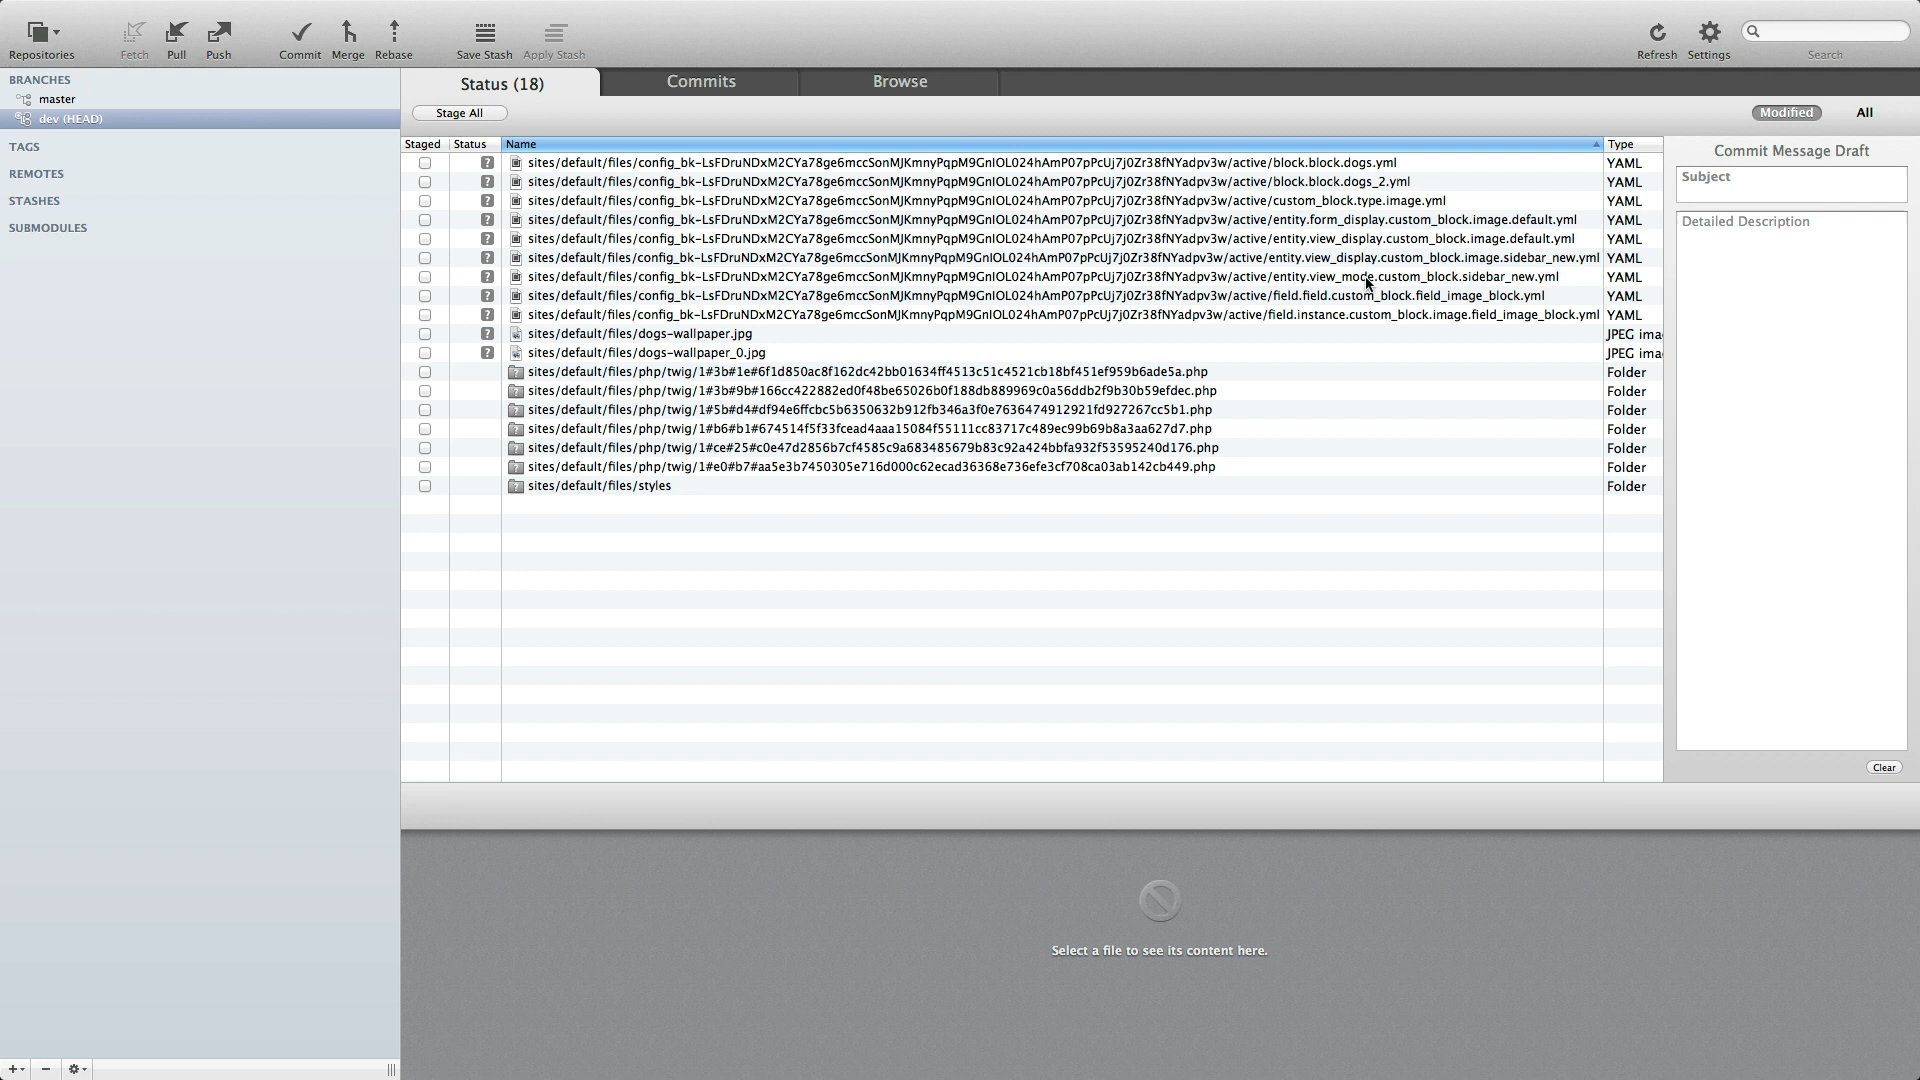 Repositories
Fetch
Pull
Push
Commit
Merge
Rebase
Save Stash
Apply Stash
Refresh
Settings
Search
BRANCHES
master
dev (HEAD)
TAGS
REMOTES
STASHES
SUBMODULES
Status (18)
Commits
Browse
Stage All
Modified
All
Staged Status Name Type
sites/default/files/config_bk-LsFDruNDxM2CYa78ge6mccSonMJKmnyPqpM9GnIOL024hAmP07pPcUj7j0Zr38fNYadpv3w/active/block.block.dogs.yml YAML
sites/default/files/config_bk-LsFDruNDxM2CYa78ge6mccSonMJKmnyPqpM9GnIOL024hAmP07pPcUj7j0Zr38fNYadpv3w/active/block.block.dogs_2.yml YAML
sites/default/files/config_bk-LsFDruNDxM2CYa78ge6mccSonMJKmnyPqpM9GnIOL024hAmP07pPcUj7j0Zr38fNYadpv3w/active/custom_block.type.image.yml YAML
sites/default/files/config_bk-LsFDruNDxM2CYa78ge6mccSonMJKmnyPqpM9GnIOL024hAmP07pPcUj7j0Zr38fNYadpv3w/active/entity.form_display.custom_block.image.default.yml YAML
sites/default/files/config_bk-LsFDruNDxM2CYa78ge6mccSonMJKmnyPqpM9GnIOL024hAmP07pPcUj7j0Zr38fNYadpv3w/active/entity.view_display.custom_block.image.default.yml YAML
sites/default/files/config_bk-LsFDruNDxM2CYa78ge6mccSonMJKmnyPqpM9GnIOL024hAmP07pPcUj7j0Zr38fNYadpv3w/active/entity.view_display.custom_block.image.sidebar_new.yml YAML
sites/default/files/config_bk-LsFDruNDxM2CYa78ge6mccSonMJKmnyPqpM9GnIOL024hAmP07pPcUj7j0Zr38fNYadpv3w/active/entity.view_mode.custom_block.sidebar_new.yml YAML
sites/default/files/config_bk-LsFDruNDxM2CYa78ge6mccSonMJKmnyPqpM9GnIOL024hAmP07pPcUj7j0Zr38fNYadpv3w/active/field.field.custom_block.field_image_block.yml YAML
sites/default/files/config_bk-LsFDruNDxM2CYa78ge6mccSonMJKmnyPqpM9GnIOL024hAmP07pPcUj7j0Zr38fNYadpv3w/active/field.instance.custom_block.image.field_image_block.yml YAML
sites/default/files/dogs-wallpaper.jpg JPEG ima
sites/default/files/dogs-wallpaper_0.jpg JPEG ima
sites/default/files/php/twig/1#3b#1e#6f1d850ac8f162dc42bb01634ff4513c51c4521cb18bf451ef959b6ade5a.php Folder
sites/default/files/php/twig/1#3b#9b#166cc422882ed0f48be65026b0f188db889969c0a56ddb2f9b30b59efdec.php Folder
sites/default/files/php/twig/1#5b#d4#df94e6ffcbc5b6350632b912fb346a3f0e7636474912921fd927267cc5b1.php Folder
sites/default/files/php/twig/1#b6#b1#674514f5f33fcead4aaa15084f55111cc83717c489ec99b69b8a3aa627d7.php Folder
sites/default/files/php/twig/1#ce#25#c0e47d2856b7cf4585c9a683485679b83c92a424bbfa932f53595240d176.php Folder
sites/default/files/php/twig/1#e0#b7#aa5e3b7450305e716d000c62ecad36368e736efe3cf708ca03ab142cb449.php Folder
sites/default/files/styles Folder
Commit Message Draft
Subject
Detailed Description
Clear
Select a file to see its content here.